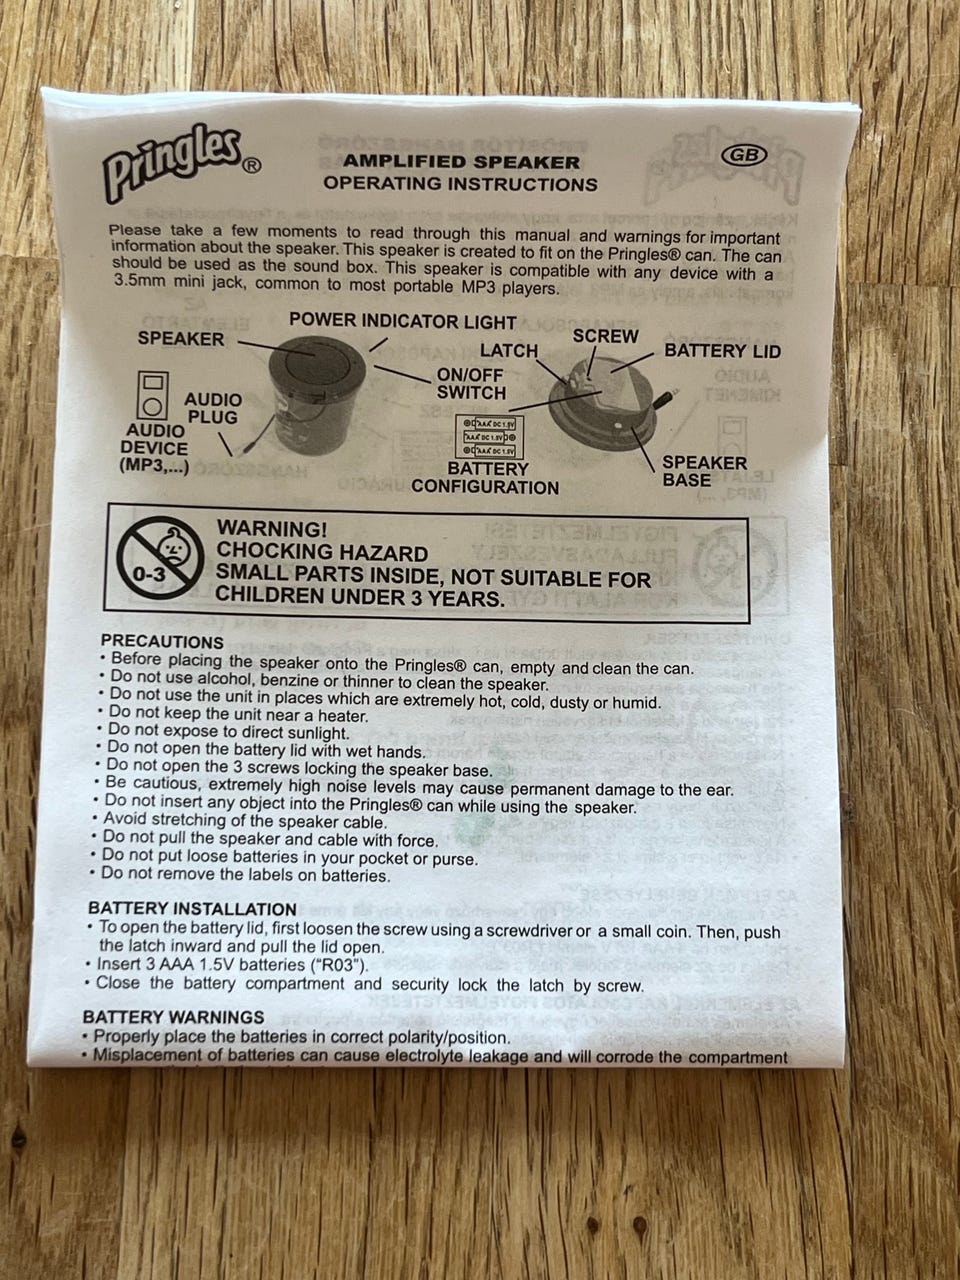 Pringles®
AMPLIFIED SPEAKER
OPERATING INSTRUCTIONS
GB
Please take a few moments to read through this manual and warnings for important
information about the speaker. This speaker is created to fit on the Pringles® can. The can
should be used as the sound box. This speaker is compatible with any device with a
3.5mm mini jack, common to most portable MP3 players.
POWER INDICATOR LIGHT
SPEAKER
ON/OFF
SWITCH
AUDIO
PLUG
AUDIO
DEVICE
(MP3,...)
SCREW
LATCH
BATTERY LID
AAA DC 1.5V
AAA DC 1.5V
AAA DC 1.5V
BATTERY
CONFIGURATION
SPEAKER
BASE
0-3
WARNING!
CHOCKING HAZARD
SMALL PARTS INSIDE, NOT SUITABLE FOR
CHILDREN UNDER 3 YEARS.
PRECAUTIONS
• Before placing the speaker onto the Pringles® can, empty and clean the can.
• Do not use alcohol, benzine or thinner to clean the speaker.
• Do not use the unit in places which are extremely hot, cold, dusty or humid.
• Do not keep the unit near a heater.
• Do not expose to direct sunlight.
• Do not open the battery lid with wet hands.
• Do not open the 3 screws locking the speaker base.
• Be cautious, extremely high noise levels may cause permanent damage to the ear.
• Do not insert any object into the Pringles® can while using the speaker.
• Avoid stretching of the speaker cable.
• Do not pull the speaker and cable with force.
• Do not put loose batteries in your pocket or purse.
• Do not remove the labels on batteries.
BATTERY INSTALLATION
• To open the battery lid, first loosen the screw using a screwdriver or a small coin. Then, push
the latch inward and pull the lid open.
• Insert 3 AAA 1.5V batteries (“R03”).
• Close the battery compartment and security lock the latch by screw.
BATTERY WARNINGS
• Properly place the batteries in correct polarity/position.
• Misplacement of batteries can cause electrolyte leakage and will corrode the compartment